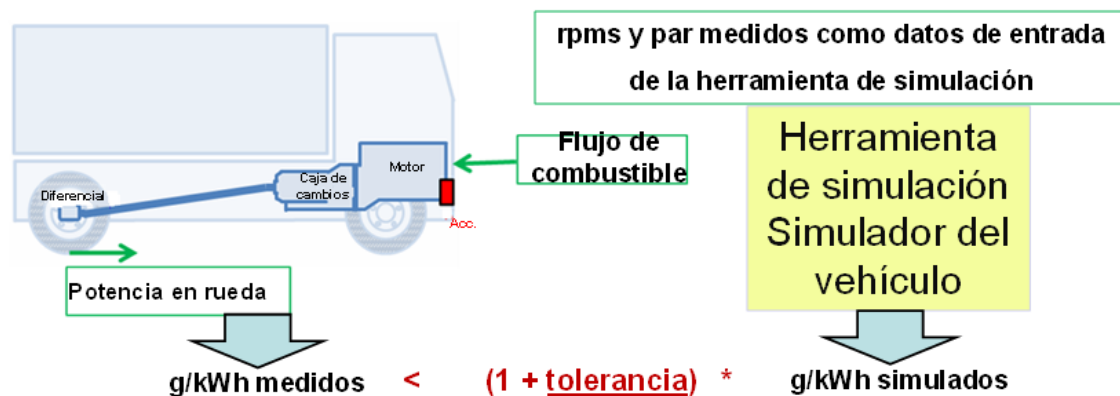 rpms y par medidos como datos de entrada
de la herramienta de simulación
Herramienta
de simulación
Simulador del
vehículo
Flujo de
combustible
Motor
Caja de
cambios
Diferencial
Acc.
Potencia en rueda
g/kWh medidos < (1 + tolerancia) * g/kWh simulados